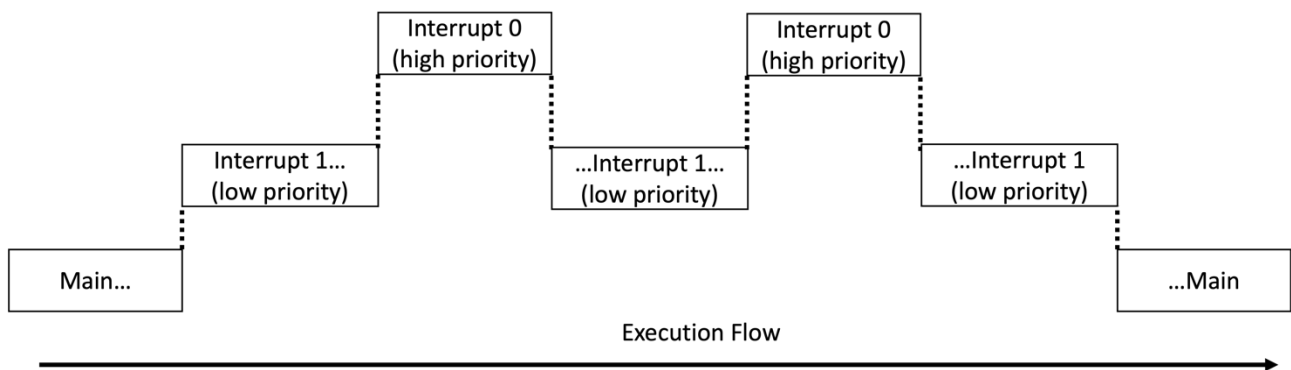 Interrupt 0
(high priority)
Interrupt 0
(high priority)
Interrupt 1...
(low priority)
...Interrupt 1...
(low priority)
...Interrupt 1
(low priority)
Main...
...Main
Execution Flow